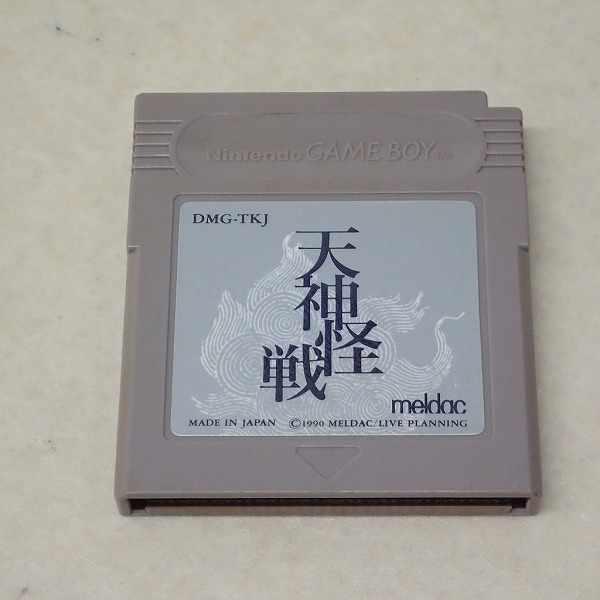 Nintendo GAME BOY™
DMG-TKJ
天神怪戦
meldac
MADE IN JAPAN ©1990 MELDAC/LIVE PLANNING